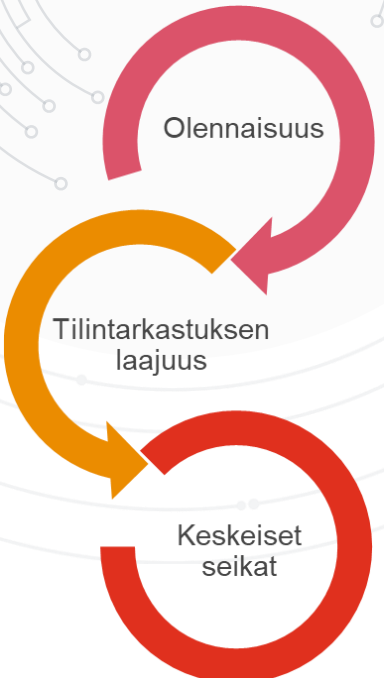 Olennaisuus
Tilintarkastuksen
laajuus
Keskeiset
seikat